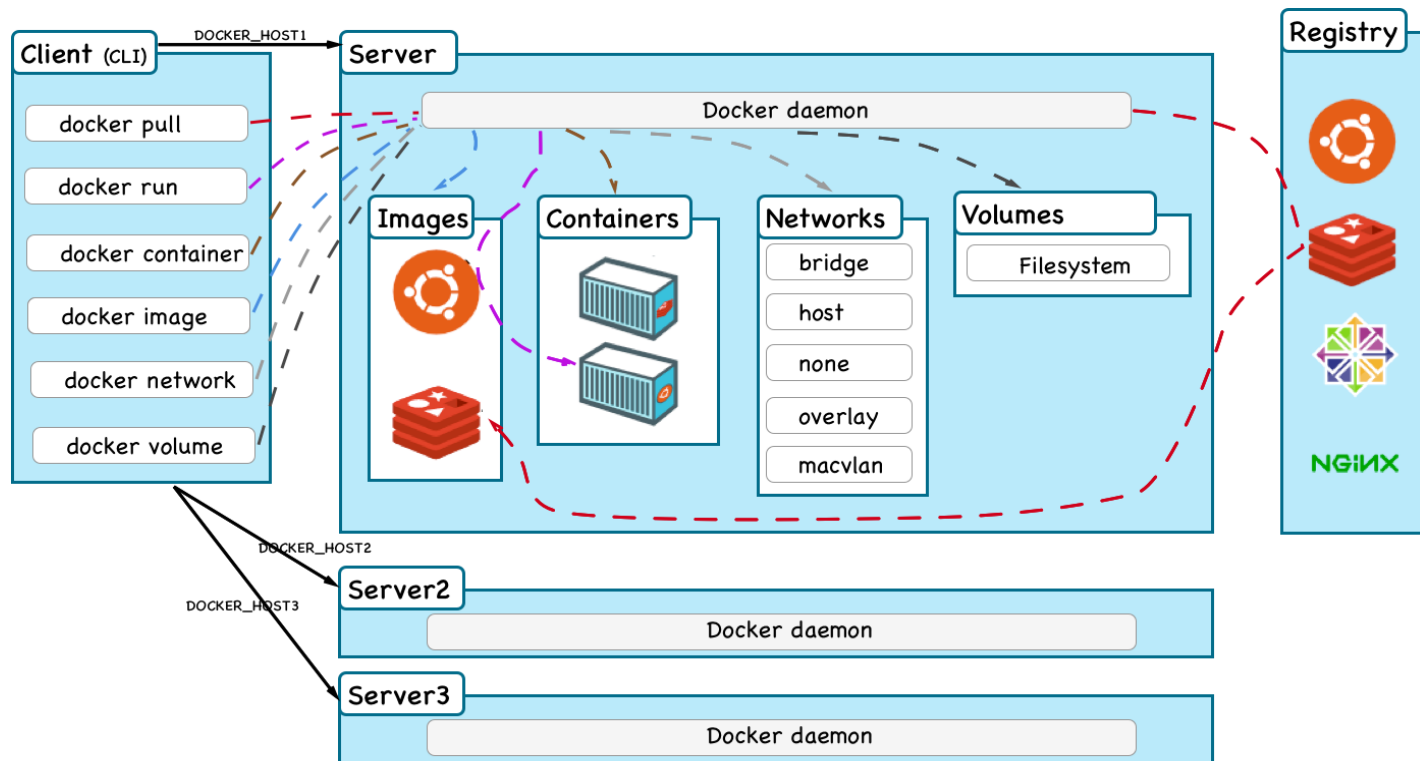 DOCKER_HOST1
Client (CLI)
docker pull
docker run
docker container
docker image
docker network
docker volume
Server
Docker daemon
Images
Containers
Networks
bridge
host
none
overlay
macvlan
Volumes
Filesystem
Registry
NGINX
DOCKER_HOST2
DOCKER_HOST3
Server2
Docker daemon
Server3
Docker daemon